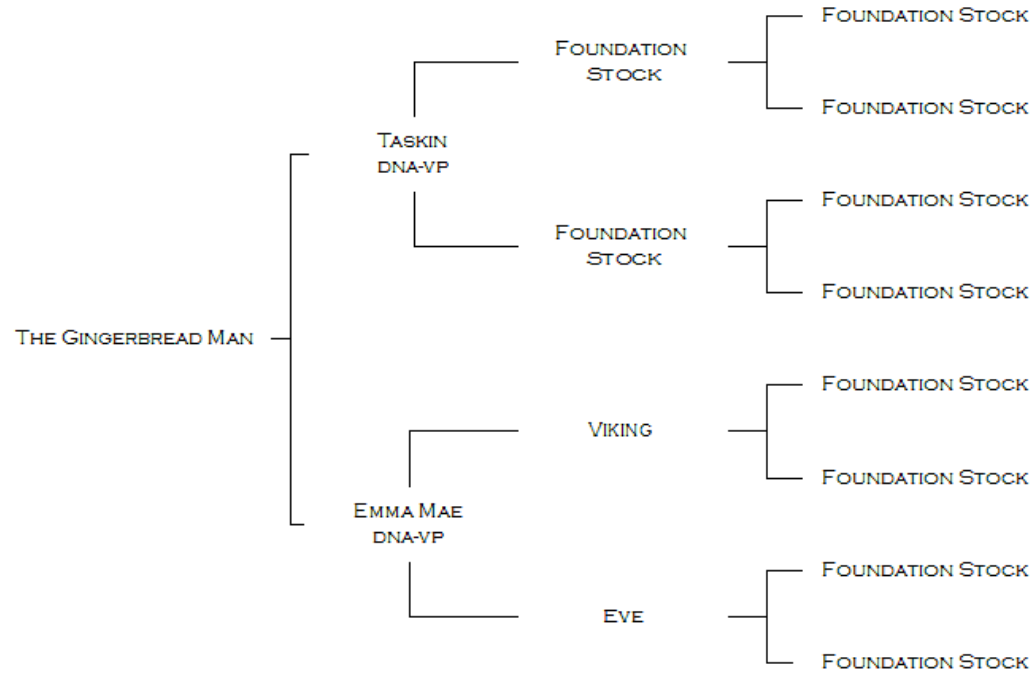 Foundation Stock
Foundation
Stock
Foundation Stock
Taskin
DNA-VP
Foundation Stock
Foundation
Stock
Foundation Stock
The Gingerbread Man
Foundation Stock
Viking
Foundation Stock
Emma Mae
DNA-VP
Foundation Stock
Eve
Foundation Stock